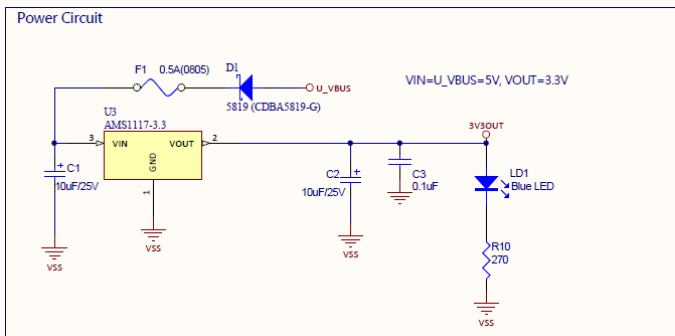 Power Circuit
F1 0.5A(0805)
D1
U_VBUS
5819 (CDBA5819-G)
VIN=U_VBUS=5V, VOUT=3.3V
U3
AMS1117-3.3
3 VIN VOUT 2
GND
1
3V3OUT
C1
10uF/25V
C2
10uF/25V
C3
0.1uF
LD1
Blue LED
R10
270
VSS
VSS
VSS
VSS